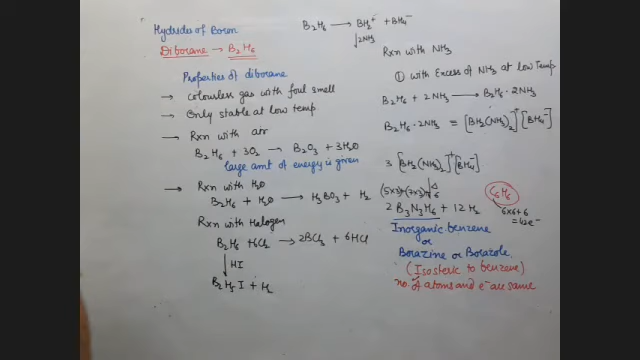 Hydrides of Boron
Diborane → B2H6
Properties of diborane
→ colourless gas with foul smell
→ Only stable at low temp
→ Rxn with air
B2H6 + 3O2 → B2O3 + 3H2O
large amt of energy is given
→ Rxn with H2O
B2H6 + H2O → H3BO3 + H2
Rxn with Halogen
B2H6 + 6Cl2 → 2BCl3 + 6HCl
↓ HI
B2H5I + H2
B2H6 → BH2+ + BH4-
↓2NH3
Rxn with NH3
① with Excess of NH3 at low Temp
B2H6 + 2NH3 → B2H6·2NH3
B2H6·2NH3 = [BH2(NH3)2]+ [BH4-]
3 [BH2(NH3)2]+ [BH4-]
↓Δ
2 B3N3H6 + 12H2
Inorganic benzene
or
Borazine or Borazole.
(Isosteric to benzene)
no. of atoms and e- are same
C6H6
6x6+6
=42e-